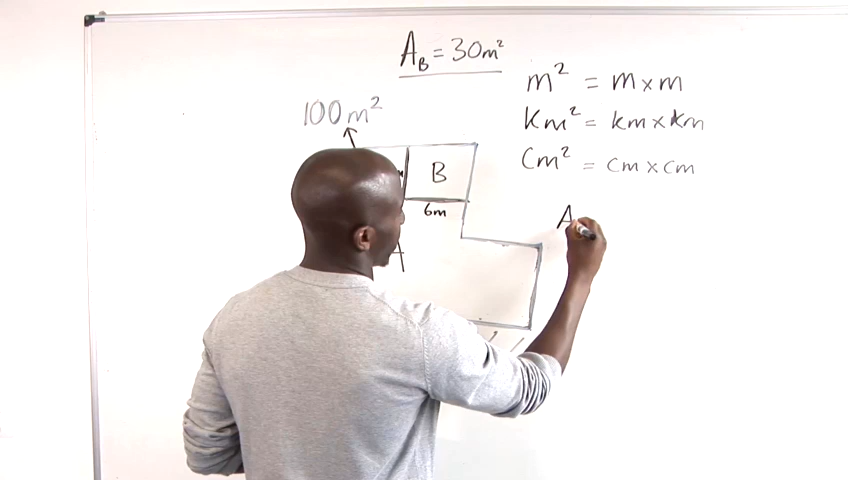 A_B = 30m²
m² = m x m
100m²
Km² = km x km
Cm² = cm x cm
B
6m
A
A